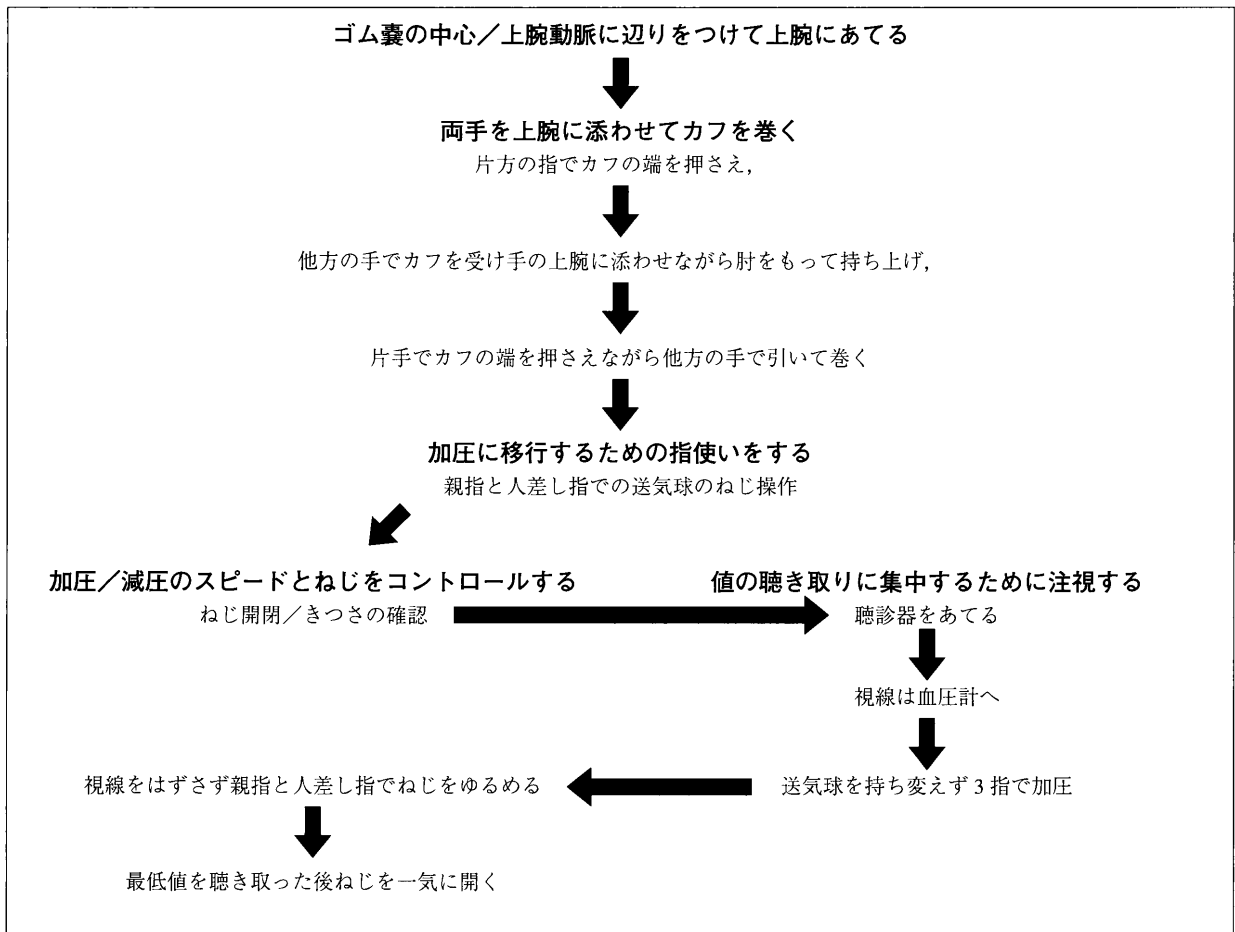 ゴム嚢の中心／上腕動脈に辺りをつけて上腕にあてる
両手を上腕に添わせてカフを巻く
片方の指でカフの端を押さえ,
他方の手でカフを受け手の上腕に添わせながら肘をもって持ち上げ,
片手でカフの端を押さえながら他方の手で引いて巻く
加圧に移行するための指使いをする
親指と人差し指での送気球のねじ操作
加圧／減圧のスピードとねじをコントロールする
ねじ開閉／きつさの確認
値の聴き取りに集中するために注視する
聴診器をあてる
視線は血圧計へ
送気球を持ち変えず３指で加圧
視線をはずさず親指と人差し指でねじをゆるめる
最低値を聴き取った後ねじを一気に開く